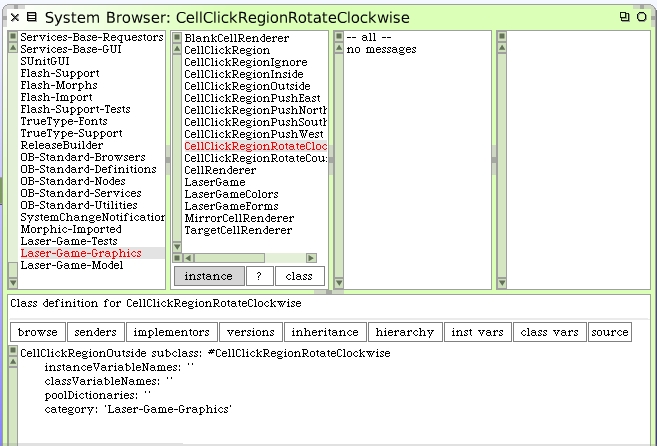 System Browser: CellClickRegionRotateClockwise
Services-Base-Requestors
Services-Base-GUI
SUnitGUI
Flash-Support
Flash-Morphs
Flash-Import
Flash-Support-Tests
TrueType-Fonts
TrueType-Support
ReleaseBuilder
OB-Standard-Browsers
OB-Standard-Definitions
OB-Standard-Nodes
OB-Standard-Services
OB-Standard-Utilities
SystemChangeNotification
Morphic-Imported
Laser-Game-Tests
Laser-Game-Graphics
Laser-Game-Model
BlankCellRenderer
CellClickRegion
CellClickRegionIgnore
CellClickRegionInside
CellClickRegionOutside
CellClickRegionPushEast
CellClickRegionPushNorth
CellClickRegionPushSouth
CellClickRegionPushWest
CellClickRegionRotateCloc
CellClickRegionRotateCou
CellRenderer
LaserGame
LaserGameColors
LaserGameForms
MirrorCellRenderer
TargetCellRenderer
instance ? class
-- all --
no messages
Class definition for CellClickRegionRotateClockwise
browse senders implementors versions inheritance hierarchy inst vars class vars source
CellClickRegionOutside subclass: #CellClickRegionRotateClockwise
instanceVariableNames: ''
classVariableNames: ''
poolDictionaries: ''
category: 'Laser-Game-Graphics'